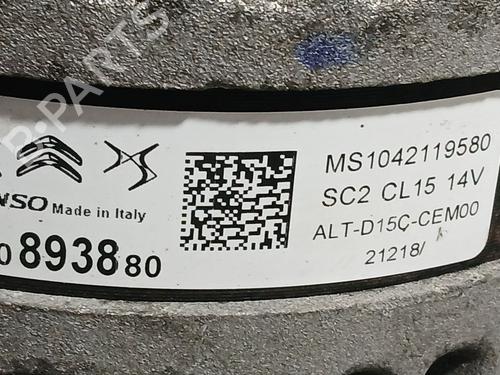 MS1042119580
SC2 CL15 14V
ALT-D15C-CEM00
21218/
NSO Made in Italy
0893880
B-PARTS